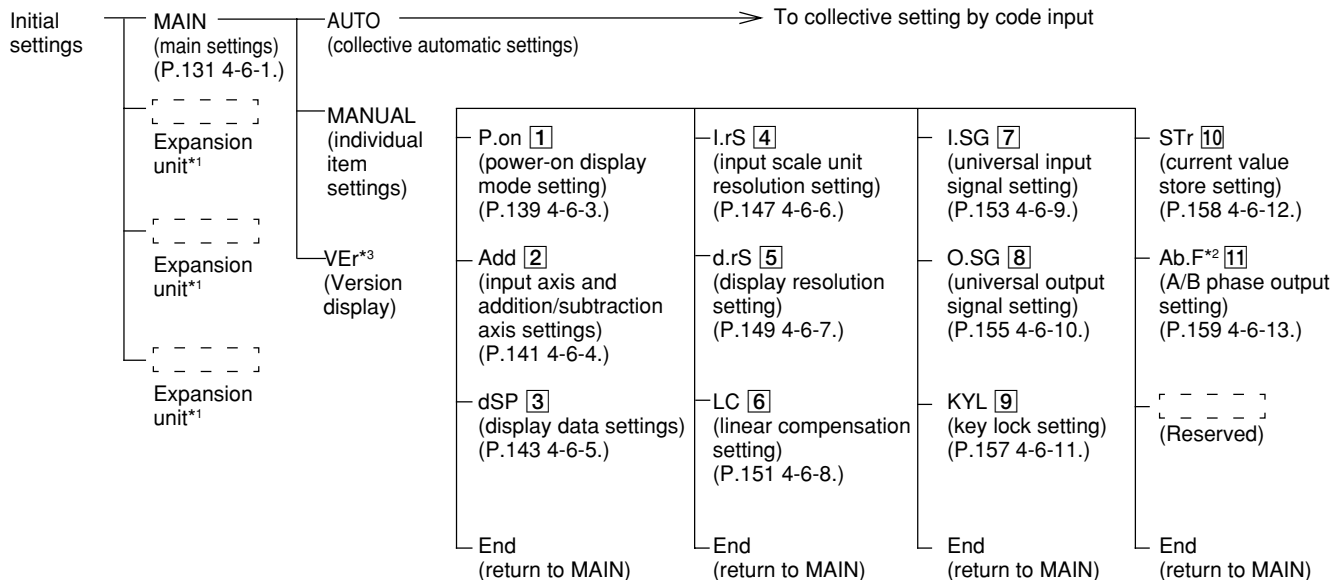 Initial
settings
MAIN
(main settings)
(P.131 4-6-1.)
Expansion
unit*1
Expansion
unit*1
Expansion
unit*1
AUTO
(collective automatic settings)
To collective setting by code input
MANUAL
(individual
item
settings)
VEr*3
(Version
display)
P.on 1
(power-on display
mode setting)
(P.139 4-6-3.)
Add 2
(input axis and
addition/subtraction
axis settings)
(P.141 4-6-4.)
dSP 3
(display data settings)
(P.143 4-6-5.)
End
(return to MAIN)
I.rS 4
(input scale unit
resolution setting)
(P.147 4-6-6.)
d.rS 5
(display resolution
setting)
(P.149 4-6-7.)
LC 6
(linear compensation
setting)
(P.151 4-6-8.)
End
(return to MAIN)
I.SG 7
(universal input
signal setting)
(P.153 4-6-9.)
O.SG 8
(universal output
signal setting)
(P.155 4-6-10.)
KYL 9
(key lock setting)
(P.157 4-6-11.)
End
(return to MAIN)
STr 10
(current value
store setting)
(P.158 4-6-12.)
Ab.F*2 11
(A/B phase output
setting)
(P.159 4-6-13.)
(Reserved)
End
(return to MAIN)